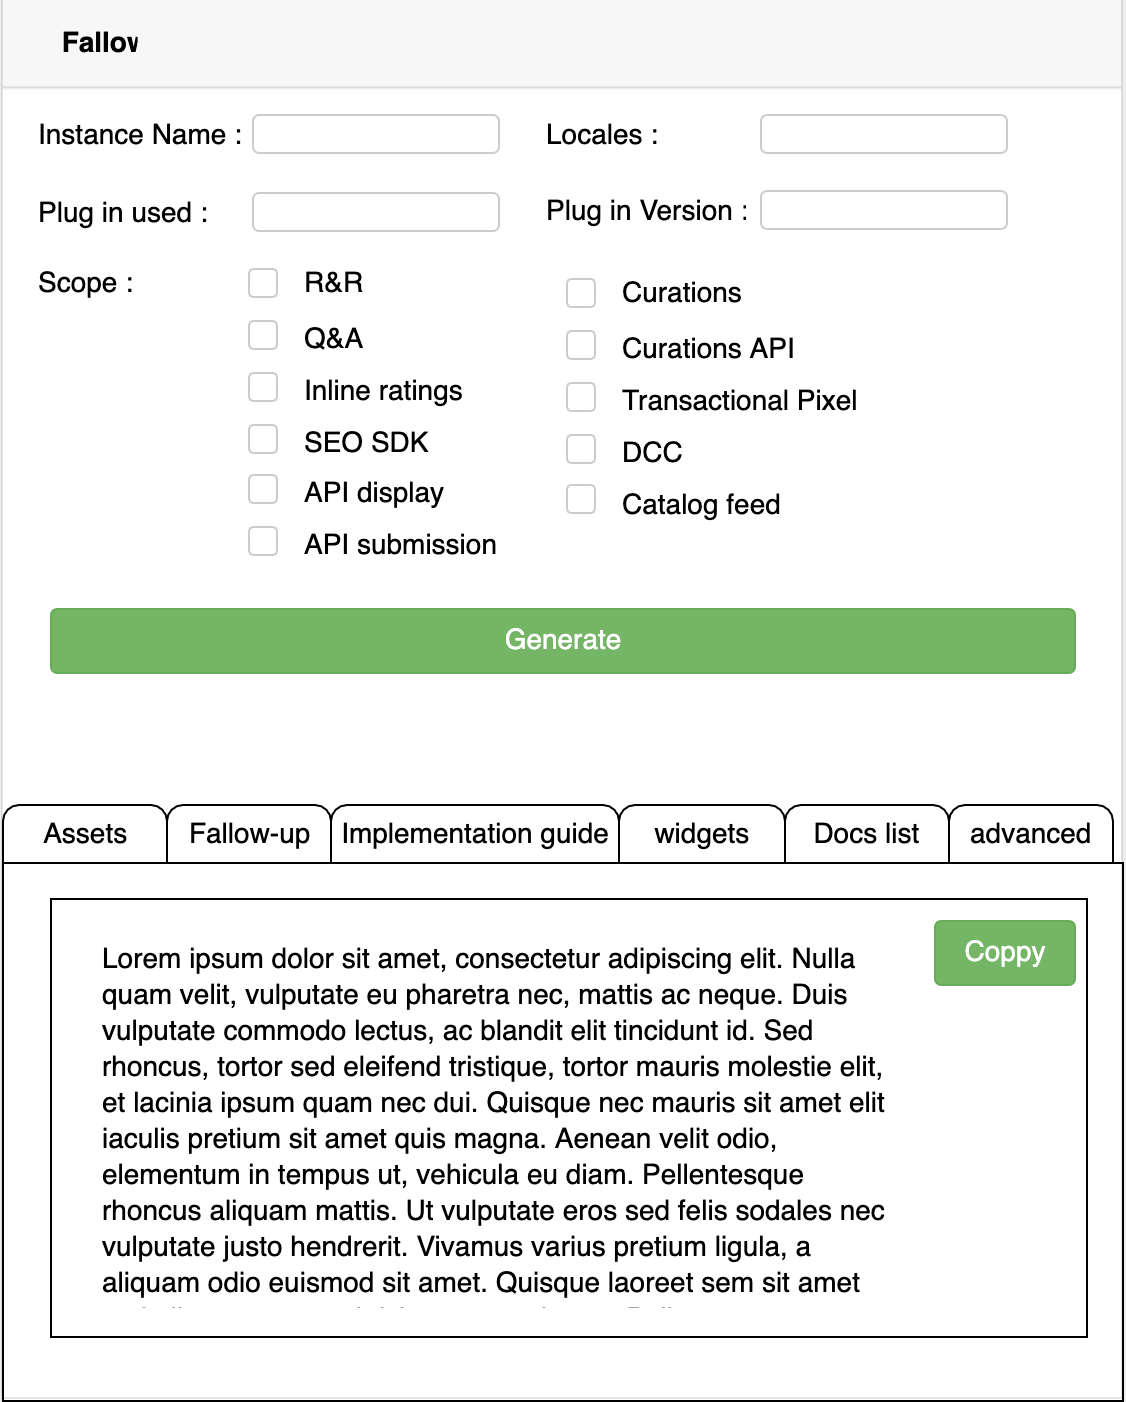 Fallov
Instance Name :
Locales :
Plug in used :
Plug in Version :
Scope :
R&R
Q&A
Inline ratings
SEO SDK
API display
API submission
Curations
Curations API
Transactional Pixel
DCC
Catalog feed
Generate
Assets
Fallow-up
Implementation guide
widgets
Docs list
advanced
Coppy
Lorem ipsum dolor sit amet, consectetur adipiscing elit. Nulla
quam velit, vulputate eu pharetra nec, mattis ac neque. Duis
vulputate commodo lectus, ac blandit elit tincidunt id. Sed
rhoncus, tortor sed eleifend tristique, tortor mauris molestie elit,
et lacinia ipsum quam nec dui. Quisque nec mauris sit amet elit
iaculis pretium sit amet quis magna. Aenean velit odio,
elementum in tempus ut, vehicula eu diam. Pellentesque
rhoncus aliquam mattis. Ut vulputate eros sed felis sodales nec
vulputate justo hendrerit. Vivamus varius pretium ligula, a
aliquam odio euismod sit amet. Quisque laoreet sem sit amet